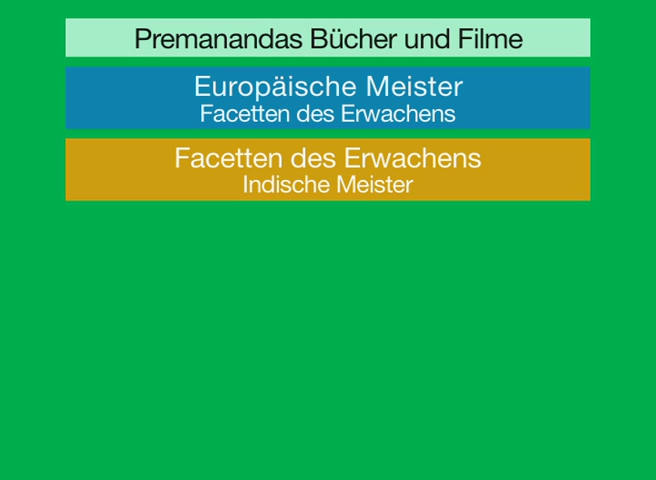 Premanandas Bücher und Filme
Europäische Meister
Facetten des Erwachens
Facetten des Erwachens
Indische Meister